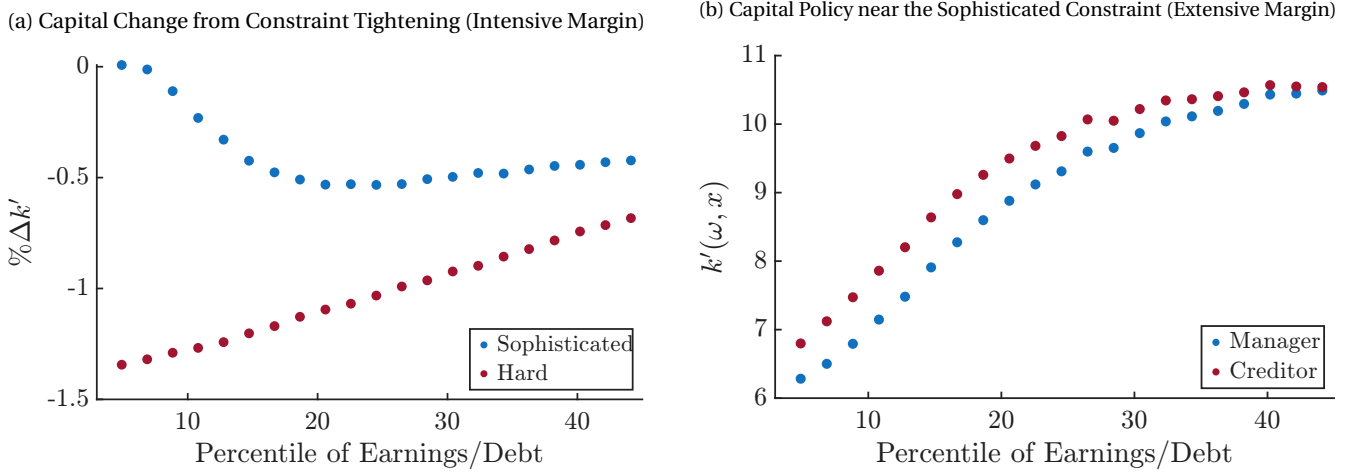 (a) Capital Change from Constraint Tightening (Intensive Margin)
0
-0.5
-1
-1.5
%Δk′
10
20
30
40
Percentile of Earnings/Debt
Sophisticated
Hard
(b) Capital Policy near the Sophisticated Constraint (Extensive Margin)
11
10
9
8
7
6
k′(ω, x)
10
20
30
40
Percentile of Earnings/Debt
Manager
Creditor